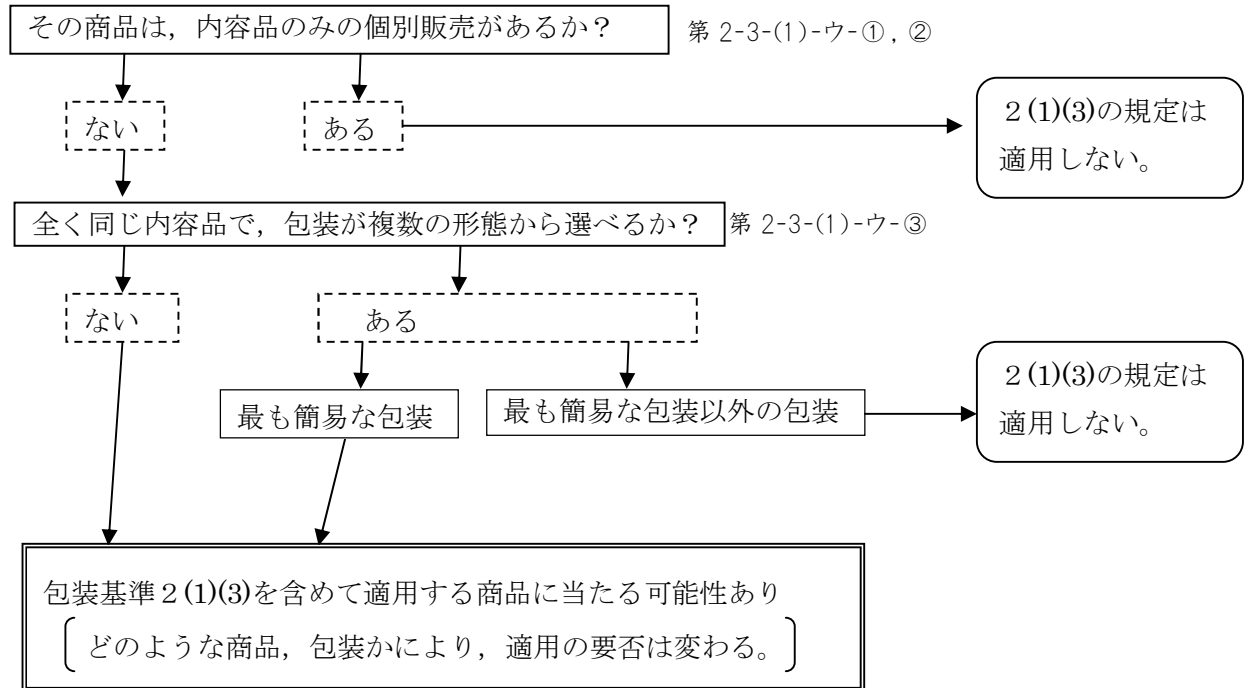 その商品は，内容品のみの個別販売があるか？
第 2-3-(1)-ウ-①，②
ない
ある
２(1)(3)の規定は
適用しない。
全く同じ内容品で，包装が複数の形態から選べるか？
第 2-3-(1)-ウ-③
ない
ある
２(1)(3)の規定は
適用しない。
最も簡易な包装
最も簡易な包装以外の包装
包装基準２(1)(3)を含めて適用する商品に当たる可能性あり
どのような商品，包装かにより，適用の要否は変わる。